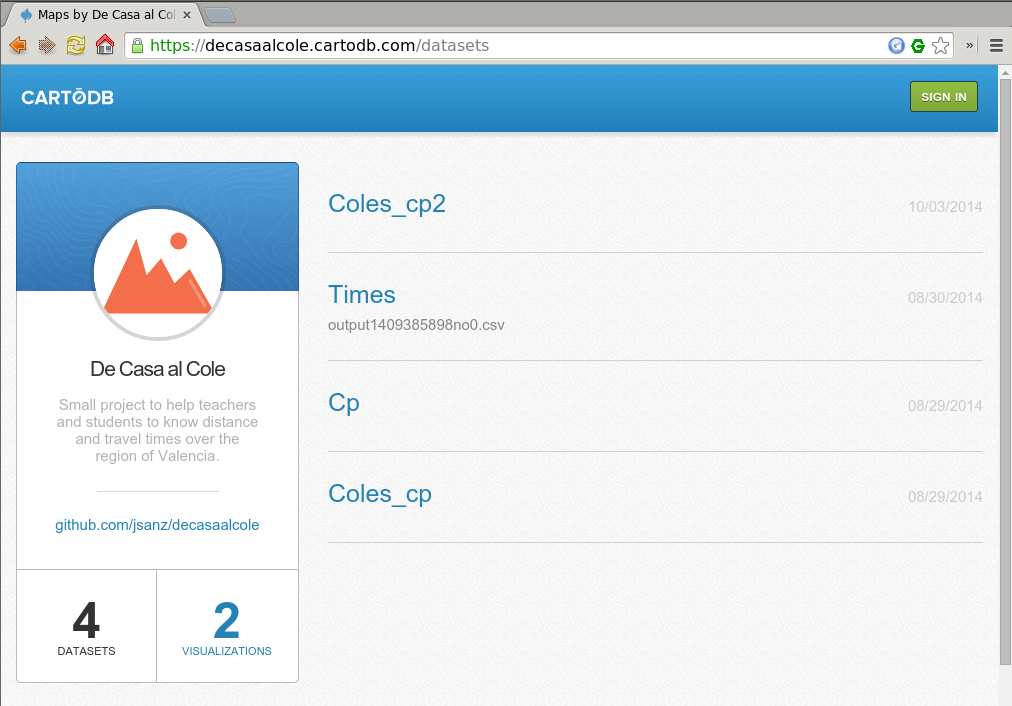 Maps by De Casa al Col
https://decasaalcole.cartodb.com/datasets
CARTODB
SIGN IN
De Casa al Cole
Small project to help teachers
and students to know distance
and travel times over the
region of Valencia.
github.com/jsanz/decasaalcole
4
DATASETS
2
VISUALIZATIONS
Coles_cp2
10/03/2014
Times
08/30/2014
output1409385898no0.csv
Cp
08/29/2014
Coles_cp
08/29/2014